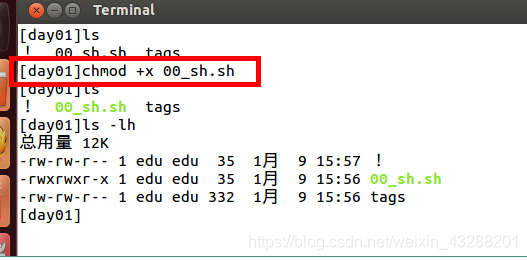 Terminal
[day01]ls
！  00_sh.sh  tags
[day01]chmod +x 00_sh.sh
[day01]ls
！  00_sh.sh  tags
[day01]ls -lh
总用量 12K
-rw-rw-r-- 1 edu edu  35  1月  9 15:57 ！
-rwxrwxr-x 1 edu edu  35  1月  9 15:56 00_sh.sh
-rw-rw-r-- 1 edu edu 332  1月  9 15:56 tags
[day01]
https://blog.csdn.net/weixin_43288201